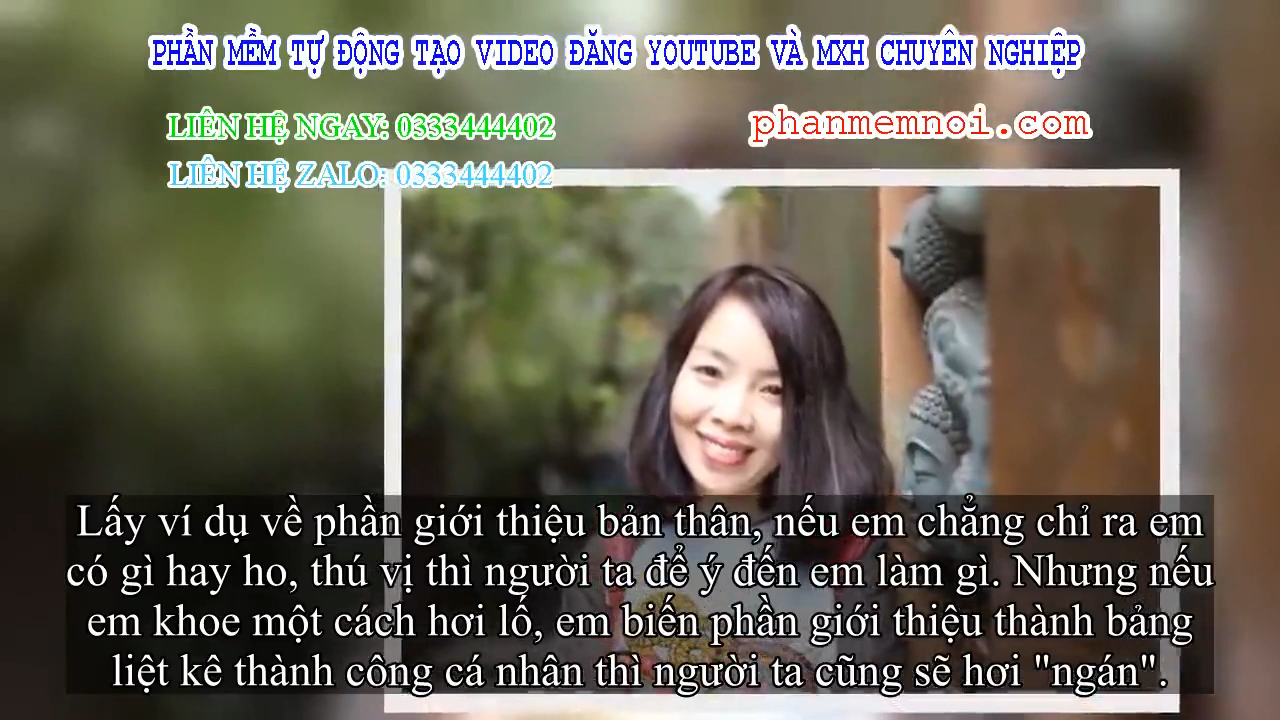 PHẦN MỀM TỰ ĐỘNG TẠO VIDEO ĐĂNG YOUTUBE VÀ MXH CHUYÊN NGHIỆP
LIÊN HỆ NGAY: 0333444402
phanmemnoi.com
LIÊN HỆ ZALO: 0333444402
Lấy ví dụ về phần giới thiệu bản thân, nếu em chẳng chỉ ra em
có gì hay ho, thú vị thì người ta để ý đến em làm gì. Nhưng nếu
em khoe một cách hơi lố, em biến phần giới thiệu thành bảng
liệt kê thành công cá nhân thì người ta cũng sẽ hơi "ngán".